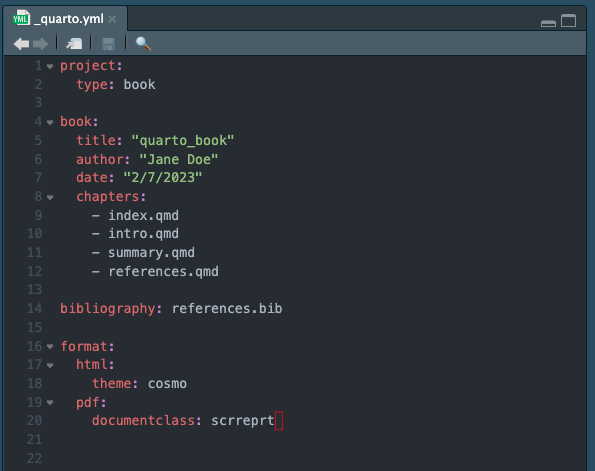 YML _quarto.yml ×
1 project:
2   type: book
3
4 book:
5   title: "quarto_book"
6   author: "Jane Doe"
7   date: "2/7/2023"
8   chapters:
9     - index.qmd
10     - intro.qmd
11     - summary.qmd
12     - references.qmd
13
14 bibliography: references.bib
15
16 format:
17   html:
18     theme: cosmo
19   pdf:
20     documentclass: scrreprt
21
22